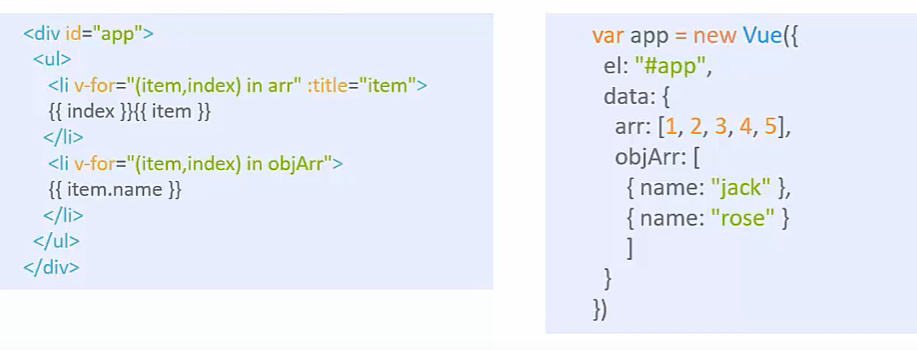 <div id="app">
<ul>
<li v-for="(item,index) in arr" :title="item">
{{ index }}{{ item }}
</li>
<li v-for="(item,index) in objArr">
{{ item.name }}
</li>
</ul>
</div>
var app = new Vue({
el: "#app",
data: {
arr: [1, 2, 3, 4, 5],
objArr: [
{ name: "jack" },
{ name: "rose" }
]
}
})